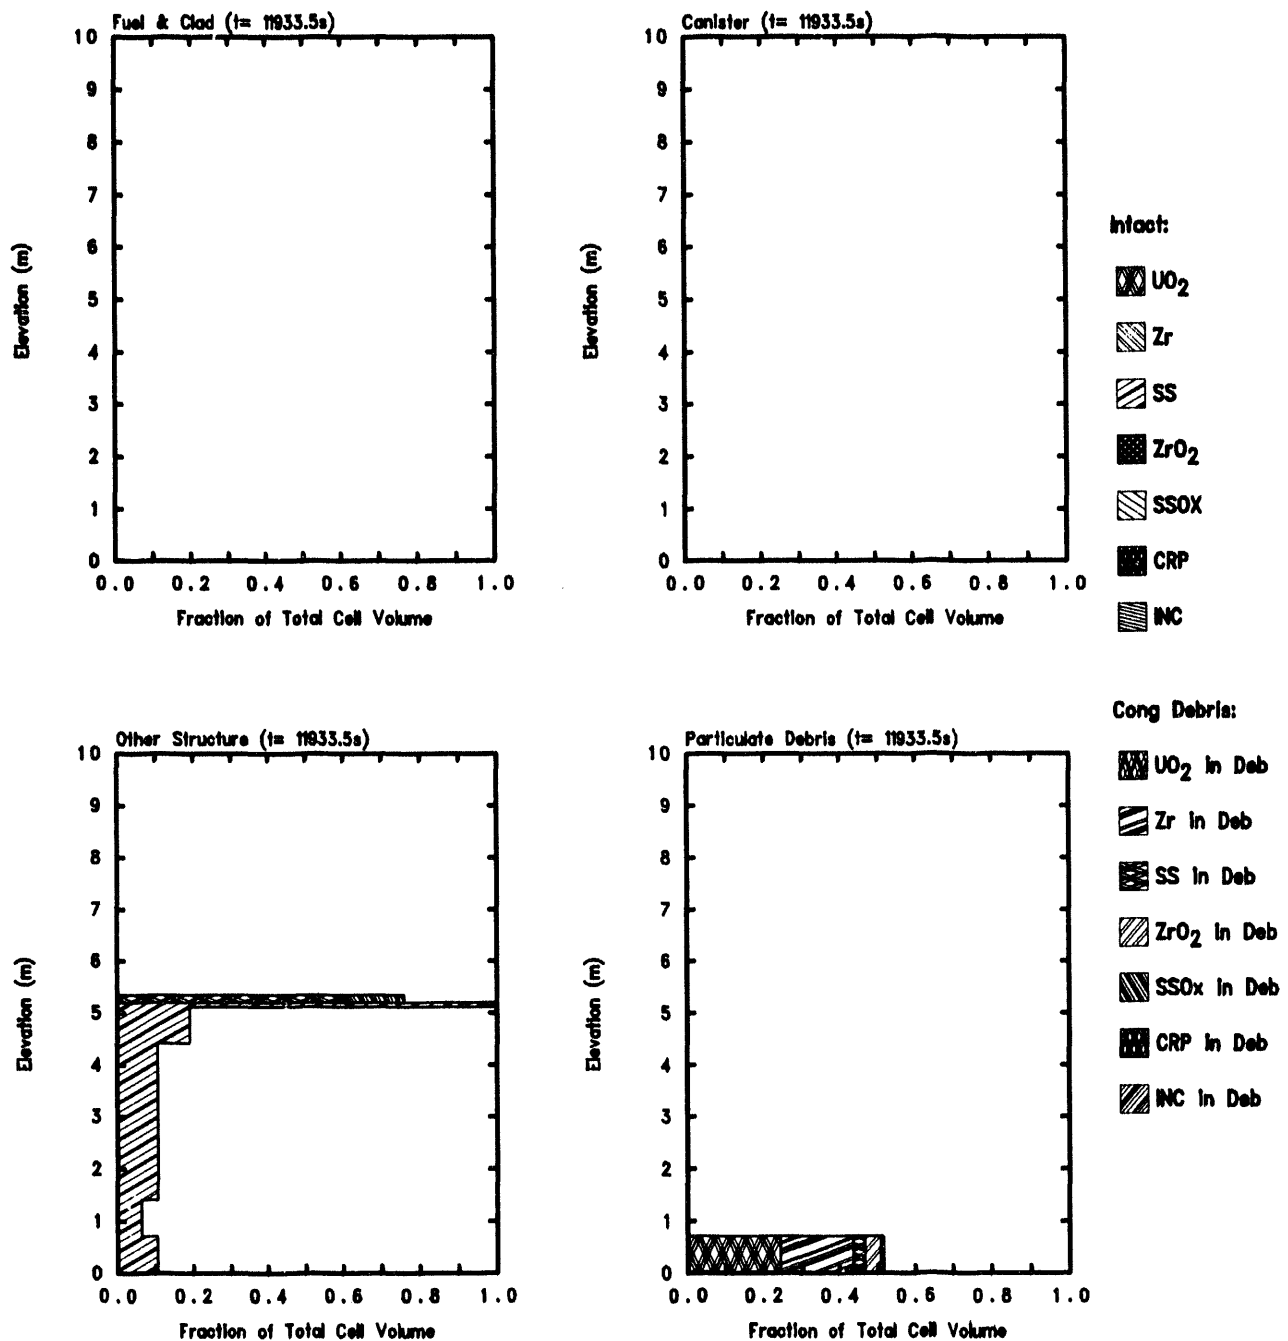 Fuel & Clad (t= 11933.5s)
10
9
8
7
6
5
4
3
2
1
0
Elevation (m)
0.0 0.2 0.4 0.6 0.8 1.0
Fraction of Total Cell Volume
Canister (t= 11933.5s)
10
9
8
7
6
5
4
3
2
1
0
Elevation (m)
0.0 0.2 0.4 0.6 0.8 1.0
Fraction of Total Cell Volume
Intact:
UO2
Zr
SS
ZrO2
SSOX
CRP
INC
Other Structure (t= 11933.5s)
10
9
8
7
6
5
4
3
2
1
0
Elevation (m)
0.0 0.2 0.4 0.6 0.8 1.0
Fraction of Total Cell Volume
Particulate Debris (t= 11933.5s)
10
9
8
7
6
5
4
3
2
1
0
Elevation (m)
0.0 0.2 0.4 0.6 0.8 1.0
Fraction of Total Cell Volume
Cong Debris:
UO2 in Deb
Zr in Deb
SS in Deb
ZrO2 in Deb
SSOx in Deb
CRP in Deb
INC in Deb